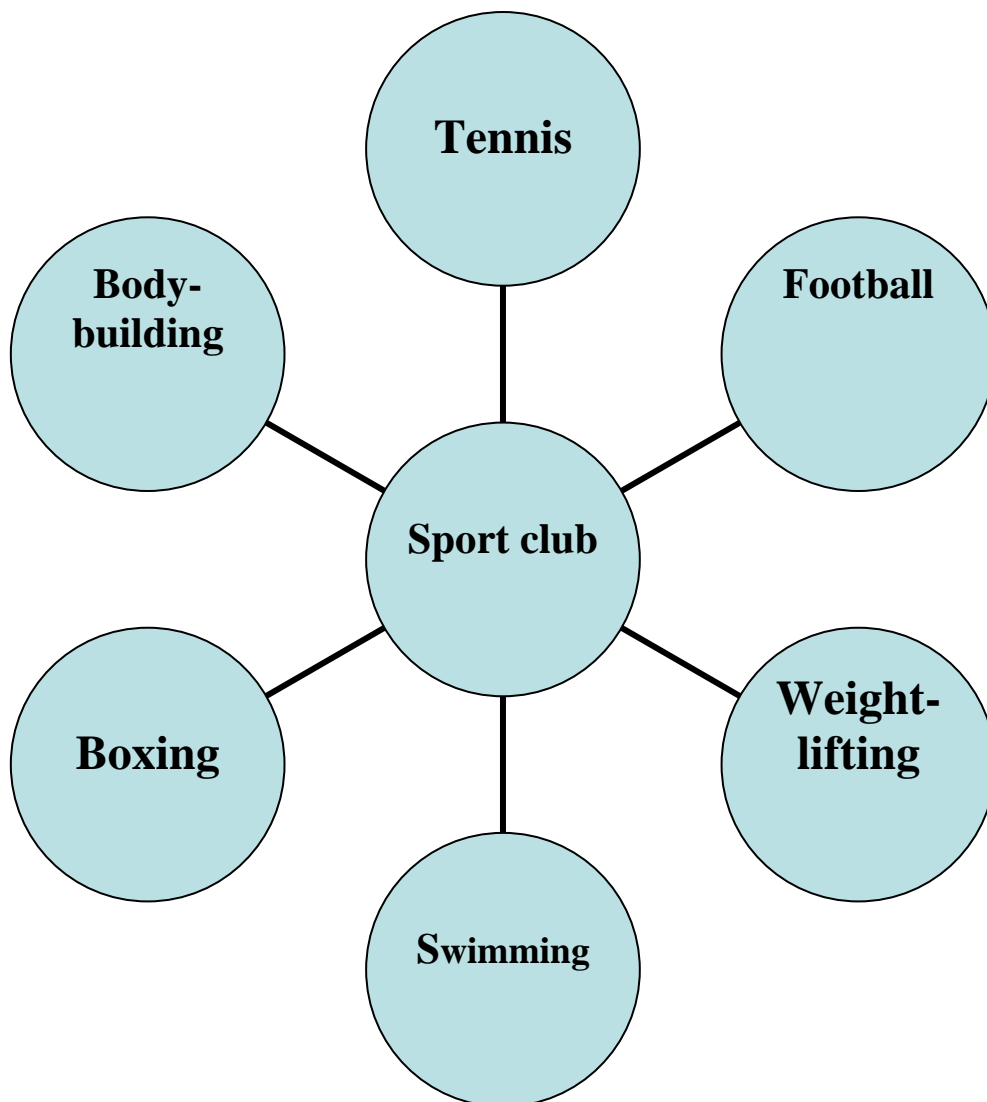 Tennis
Body-
building
Football
Sport club
Boxing
Weight-
lifting
Swimming